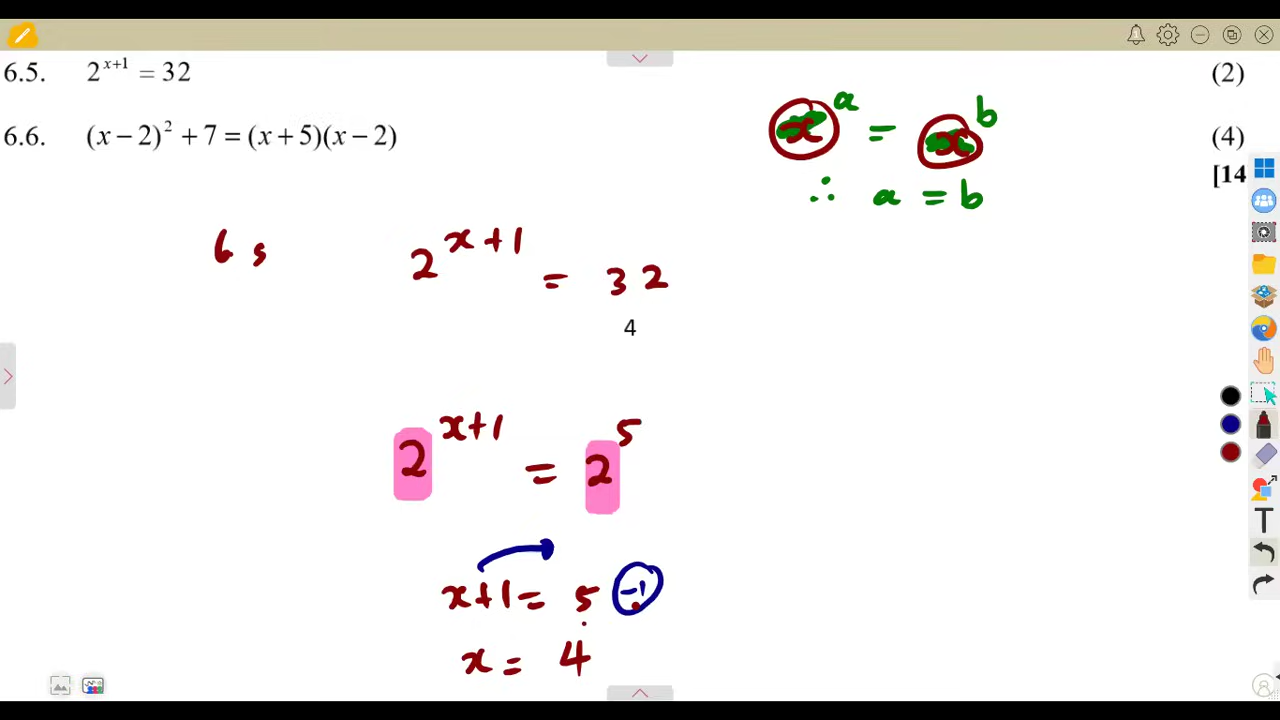 6.5. 2^{x+1} = 32 (2)
6.6. (x − 2)^2 + 7 = (x + 5)(x − 2) (4)
[14
x^a = x^b
∴ a = b
6 5 2^{x+1} = 32
4
2^{x+1} = 2^5
x+1 = 5 −1
x = 4
T